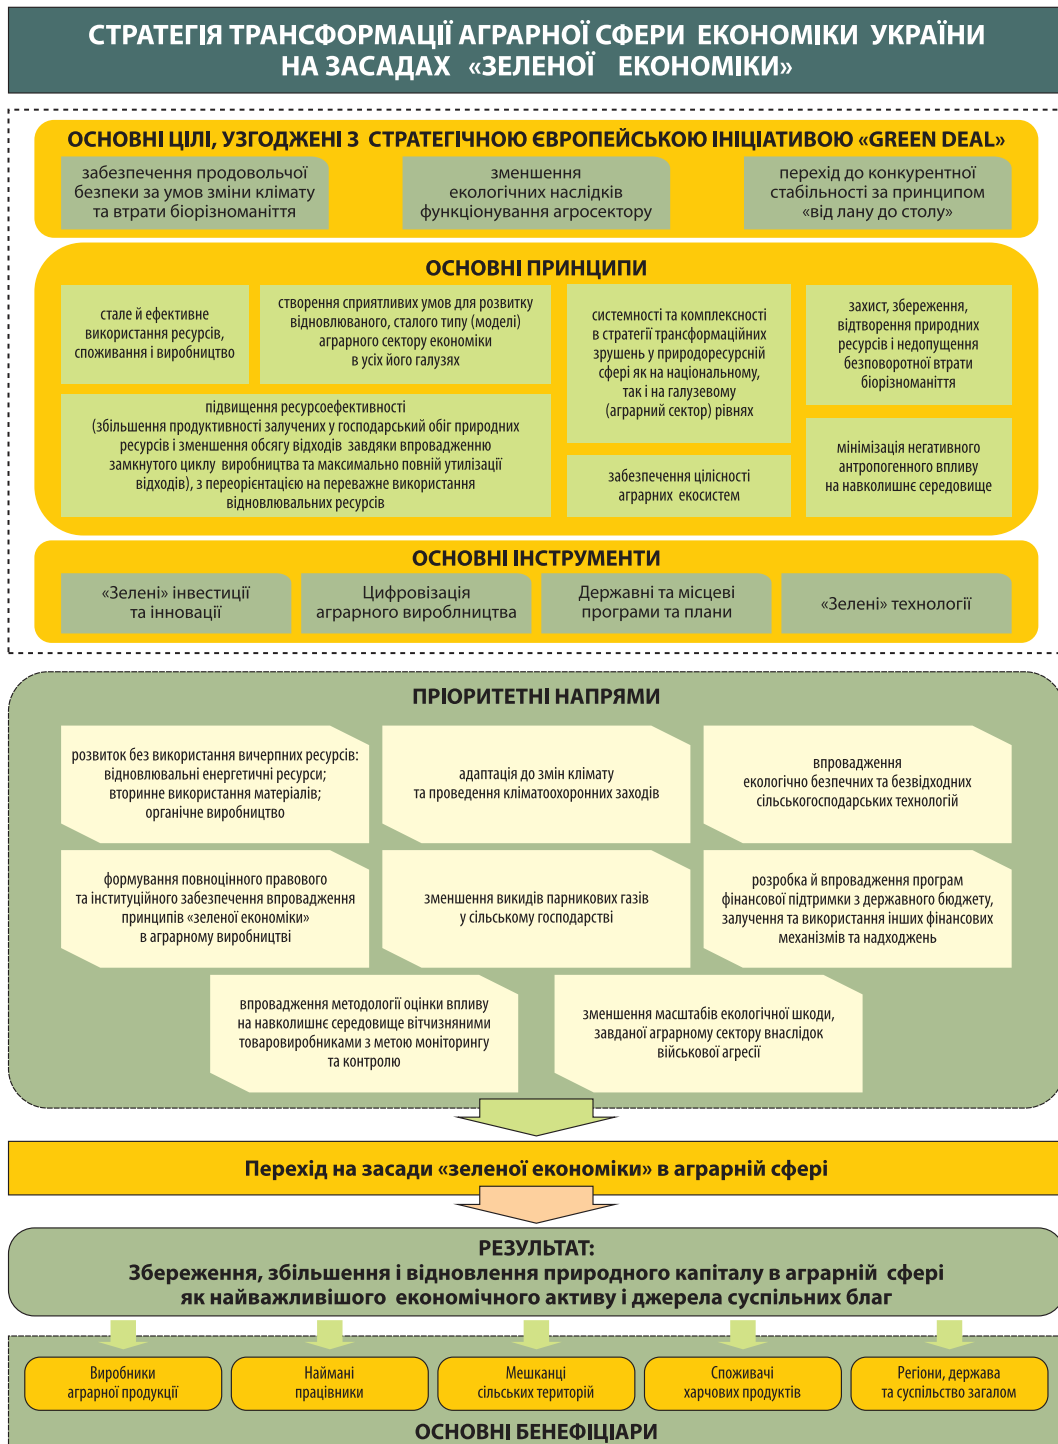 СТРАТЕГІЯ ТРАНСФОРМАЦІЇ АГРАРНОЇ СФЕРИ ЕКОНОМІКИ УКРАЇНИ
НА ЗАСАДАХ «ЗЕЛЕНОЇ ЕКОНОМІКИ»
ОСНОВНІ ЦІЛІ, УЗГОДЖЕНІ З СТРАТЕГІЧНОЮ ЄВРОПЕЙСЬКОЮ ІНІЦІАТИВОЮ «GREEN DEAL»
забезпечення продовольчої
безпеки за умов зміни клімату
та втрати біорізноманіття
зменшення
екологічних наслідків
функціонування агросектору
перехід до конкурентної
стабільності за принципом
«від лану до столу»
ОСНОВНІ ПРИНЦИПИ
стале й ефективне
використання ресурсів,
споживання і виробництво
створення сприятливих умов для розвитку
відновлюваного, сталого типу (моделі)
аграрного сектору економіки
в усіх його галузях
системності та комплексності
в стратегії трансформаційних
зрушень у природоресурсній
сфері як на національному,
так і на галузевому
(аграрний сектор) рівнях
захист, збереження,
відтворення природних
ресурсів і недопущення
безповоротної втрати
біорізноманіття
підвищення ресурсоефективності
(збільшення продуктивності залучених у господарський обіг природних
ресурсів і зменшення обсягу відходів завдяки впровадженню
замкнутого циклу виробництва та максимально повній утилізації
відходів), з переорієнтацією на переважне використання
відновлювальних ресурсів
забезпечення цілісності
аграрних екосистем
мінімізація негативного
антропогенного впливу
на навколишнє середовище
ОСНОВНІ ІНСТРУМЕНТИ
«Зелені» інвестиції
та інновації
Цифровізація
аграрного вироблництва
Державні та місцеві
програми та плани
«Зелені» технології
ПРІОРИТЕТНІ НАПРЯМИ
розвиток без використання вичерпних ресурсів:
відновлювальні енергетичні ресурси;
вторинне використання матеріалів;
органічне виробництво
адаптація до змін клімату
та проведення кліматоохоронних заходів
впровадження
екологічно безпечних та безвідходних
сільськогосподарських технологій
формування повноцінного правового
та інституційного забезпечення впровадження
принципів «зеленої економіки»
в аграрному виробництві
зменшення викидів парникових газів
у сільському господарстві
розробка й впровадження програм
фінансової підтримки з державного бюджету,
залучення та використання інших фінансових
механізмів та надходжень
впровадження методології оцінки впливу
на навколишнє середовище вітчизняними
товаровиробниками з метою моніторингу
та контролю
зменшення масштабів екологічної шкоди,
завданої аграрному сектору внаслідок
військової агресії
Перехід на засади «зеленої економіки» в аграрній сфері
РЕЗУЛЬТАТ:
Збереження, збільшення і відновлення природного капіталу в аграрній сфері
як найважливішого економічного активу і джерела суспільних благ
Виробники
аграрної продукції
Наймані
працівники
Мешканці
сільських територій
Споживачі
харчових продуктів
Регіони, держава
та суспільство загалом
ОСНОВНІ БЕНЕФІЦІАРИ